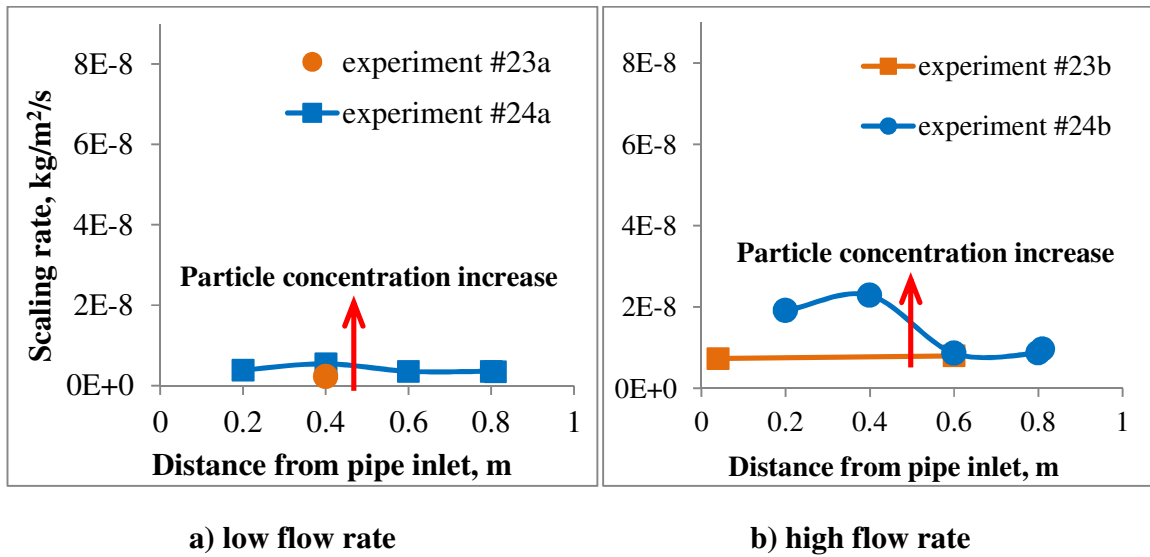 8E-8
6E-8
4E-8
2E-8
0E+0
Scaling rate, kg/m²/s
experiment #23a
experiment #24a
Particle concentration increase
0 0.2 0.4 0.6 0.8 1
Distance from pipe inlet, m
a) low flow rate
8E-8
6E-8
4E-8
2E-8
0E+0
experiment #23b
experiment #24b
Particle concentration increase
0 0.2 0.4 0.6 0.8 1
Distance from pipe inlet, m
b) high flow rate